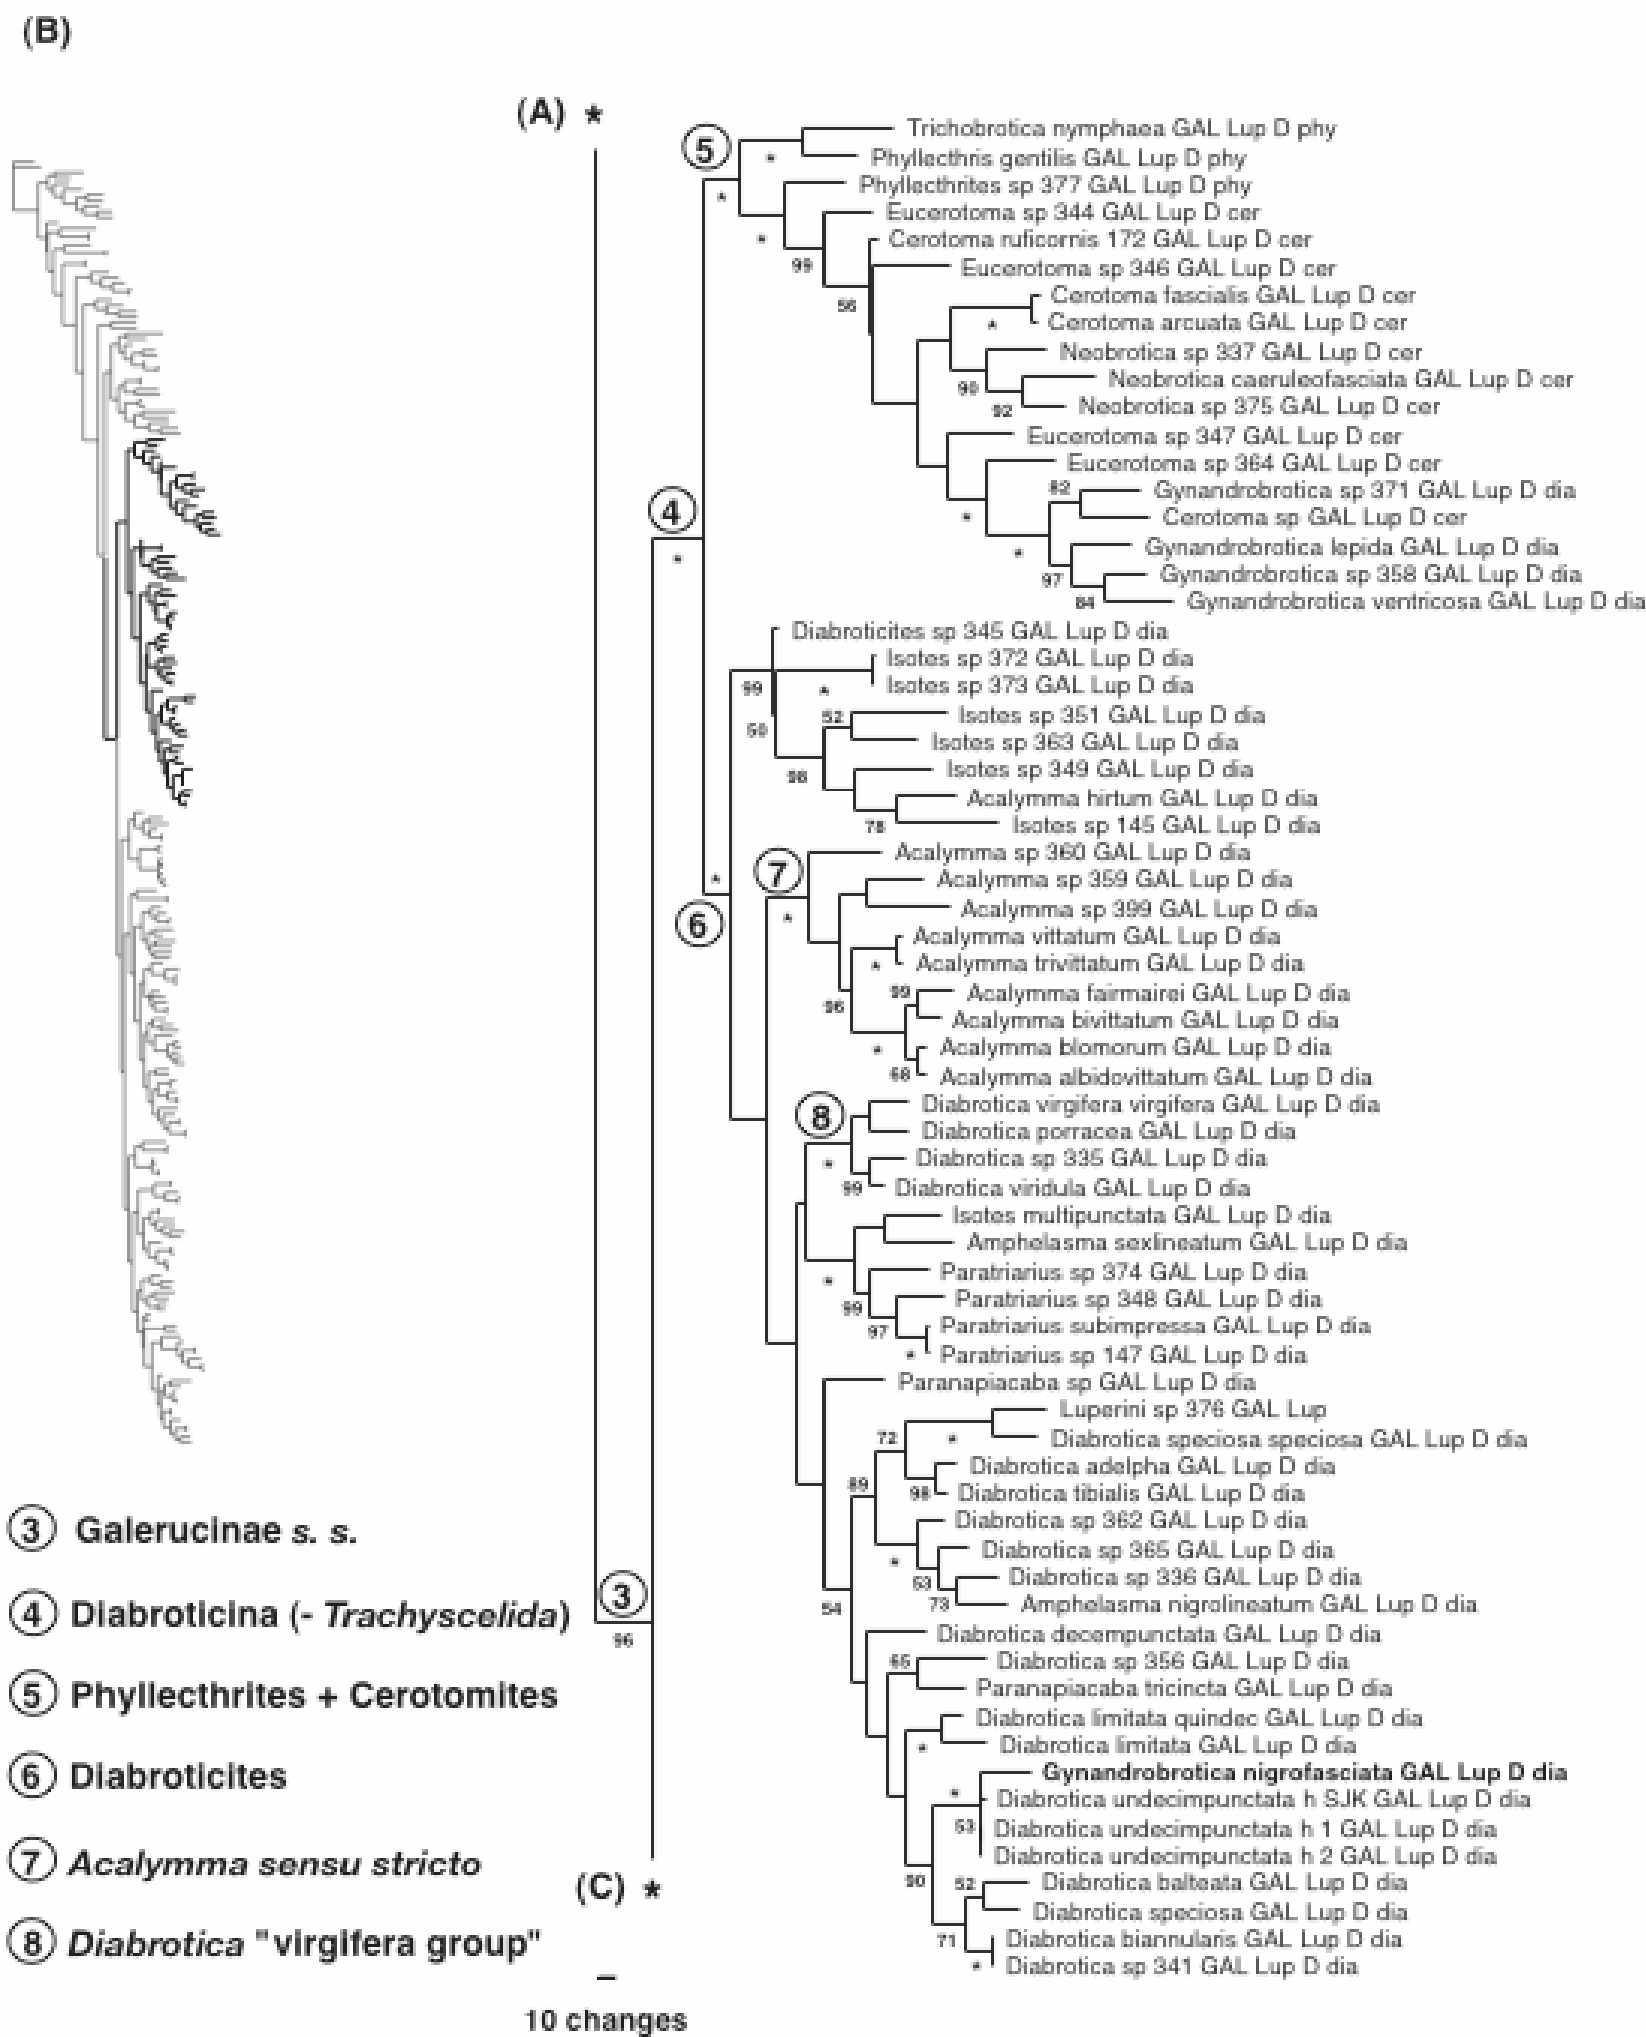 (B)
(A) *
5
Trichobrotica nymphaea GAL Lup D phy
*
Phyllecthris gentilis GAL Lup D phy
Phyllecthrites sp 377 GAL Lup D phy
*
Eucerotoma sp 344 GAL Lup D cer
*
Cerotoma ruficornis 172 GAL Lup D cer
99
Eucerotoma sp 346 GAL Lup D cer
Cerotoma fascialis GAL Lup D cer
56
*
Cerotoma arcuata GAL Lup D cer
Neobrotica sp 337 GAL Lup D cer
Neobrotica caeruleofasciata GAL Lup D cer
90
Neobrotica sp 375 GAL Lup D cer
92
Eucerotoma sp 347 GAL Lup D cer
Eucerotoma sp 364 GAL Lup D cer
82
Gynandrobrotica sp 371 GAL Lup D dia
4
*
Cerotoma sp GAL Lup D cer
*
*
Gynandrobrotica lepida GAL Lup D dia
97
Gynandrobrotica sp 358 GAL Lup D dia
84
Gynandrobrotica ventricosa GAL Lup D dia
Diabroticites sp 345 GAL Lup D dia
Isotes sp 372 GAL Lup D dia
99
*
Isotes sp 373 GAL Lup D dia
52
Isotes sp 351 GAL Lup D dia
50
Isotes sp 363 GAL Lup D dia
98
Isotes sp 349 GAL Lup D dia
Acalymma hirtum GAL Lup D dia
78
Isotes sp 145 GAL Lup D dia
Acalymma sp 360 GAL Lup D dia
7
*
Acalymma sp 359 GAL Lup D dia
*
Acalymma sp 399 GAL Lup D dia
6
Acalymma vittatum GAL Lup D dia
*
Acalymma trivittatum GAL Lup D dia
99
Acalymma fairmairei GAL Lup D dia
96
Acalymma bivittatum GAL Lup D dia
*
Acalymma blomorum GAL Lup D dia
68
Acalymma albidovittatum GAL Lup D dia
8
Diabrotica virgifera virgifera GAL Lup D dia
Diabrotica porracea GAL Lup D dia
*
Diabrotica sp 335 GAL Lup D dia
99
Diabrotica viridula GAL Lup D dia
Isotes multipunctata GAL Lup D dia
Amphelasma sexlineatum GAL Lup D dia
*
Paratriarius sp 374 GAL Lup D dia
99
Paratriarius sp 348 GAL Lup D dia
97
Paratriarius subimpressa GAL Lup D dia
*
Paratriarius sp 147 GAL Lup D dia
Paranapiacaba sp GAL Lup D dia
Luperini sp 376 GAL Lup
72
*
Diabrotica speciosa speciosa GAL Lup D dia
Diabrotica adelpha GAL Lup D dia
89
98
Diabrotica tibialis GAL Lup D dia
Diabrotica sp 362 GAL Lup D dia
*
Diabrotica sp 365 GAL Lup D dia
53
Diabrotica sp 336 GAL Lup D dia
73
Amphelasma nigrolineatum GAL Lup D dia
54
Diabrotica decempunctata GAL Lup D dia
65
Diabrotica sp 356 GAL Lup D dia
Paranapiacaba tricincta GAL Lup D dia
Diabrotica limitata quindec GAL Lup D dia
*
Diabrotica limitata GAL Lup D dia
Gynandrobrotica nigrofasciata GAL Lup D dia
*
Diabrotica undecimpunctata h SJK GAL Lup D dia
53
Diabrotica undecimpunctata h 1 GAL Lup D dia
Diabrotica undecimpunctata h 2 GAL Lup D dia
90
52
Diabrotica balteata GAL Lup D dia
Diabrotica speciosa GAL Lup D dia
71
Diabrotica biannularis GAL Lup D dia
*
Diabrotica sp 341 GAL Lup D dia
3
96
(C) *
10 changes
3 Galerucinae s. s.
4 Diabroticina (- Trachyscelida)
5 Phyllecthrites + Cerotomites
6 Diabroticites
7 Acalymma sensu stricto
8 Diabrotica "virgifera group"